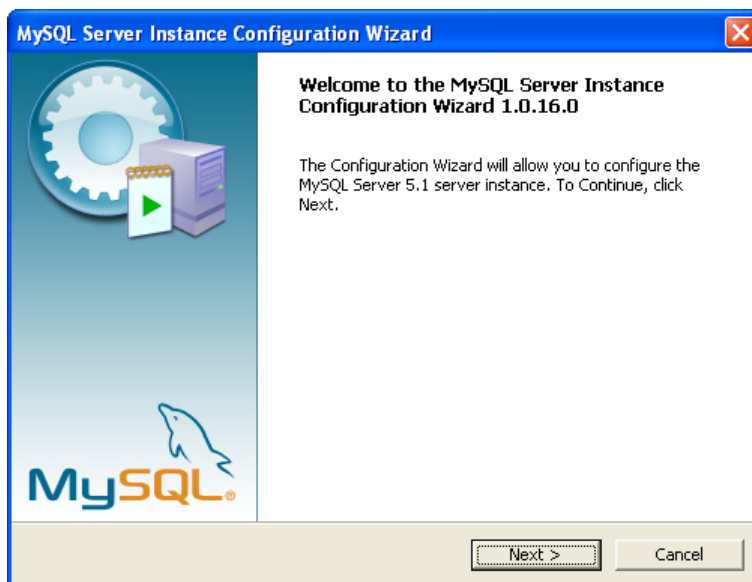 MySQL Server Instance Configuration Wizard
Welcome to the MySQL Server Instance
Configuration Wizard 1.0.16.0
The Configuration Wizard will allow you to configure the
MySQL Server 5.1 server instance. To Continue, click
Next.
MySQL®
Next >
Cancel